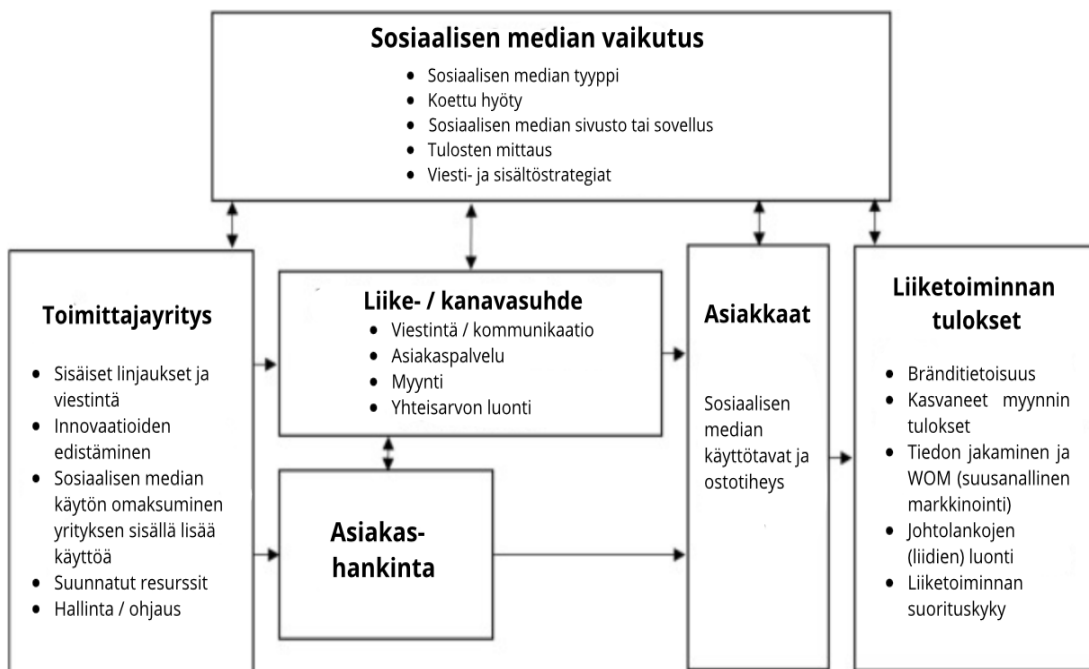 Sosiaalisen median vaikutus
• Sosiaalisen median tyyppi
• Koettu hyöty
• Sosiaalisen median sivusto tai sovellus
• Tulosten mittaus
• Viesti- ja sisältöstrategiat
Toimittajayritys
• Sisäiset linjaukset ja
viestintä
• Innovaatioiden
edistäminen
• Sosiaalisen median
käytön omaksuminen
yrityksen sisällä lisää
käyttöä
• Suunnatut resurssit
• Hallinta / ohjaus
Liike- / kanavasuhde
• Viestintä / kommunikaatio
• Asiakaspalvelu
• Myynti
• Yhteisarvon luonti
Asiakas-
hankinta
Asiakkaat
Sosiaalisen
median
käyttötavat ja
ostotiheys
Liiketoiminnan
tulokset
• Bränditietoisuus
• Kasvaneet myynnin
tulokset
• Tiedon jakaminen ja
WOM (suusanallinen
markkinointi)
• Johtolankojen
(liidien) luonti
• Liiketoiminnan
suorituskyky